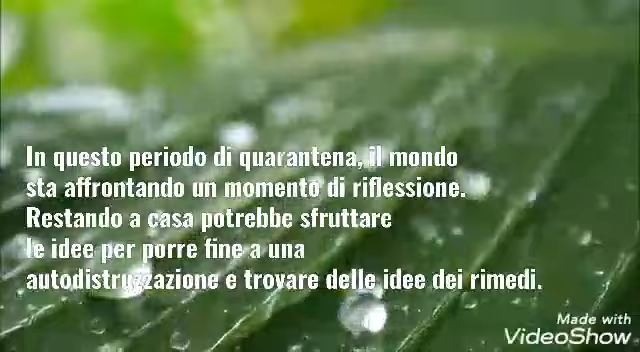 In questo periodo di quarantena, il mondo
sta affrontando un momento di riflessione.
Restando a casa potrebbe sfruttare
le idee per porre fine a una
autodistruzzazione e trovare delle idee dei rimedi.
Made with
VideoShow